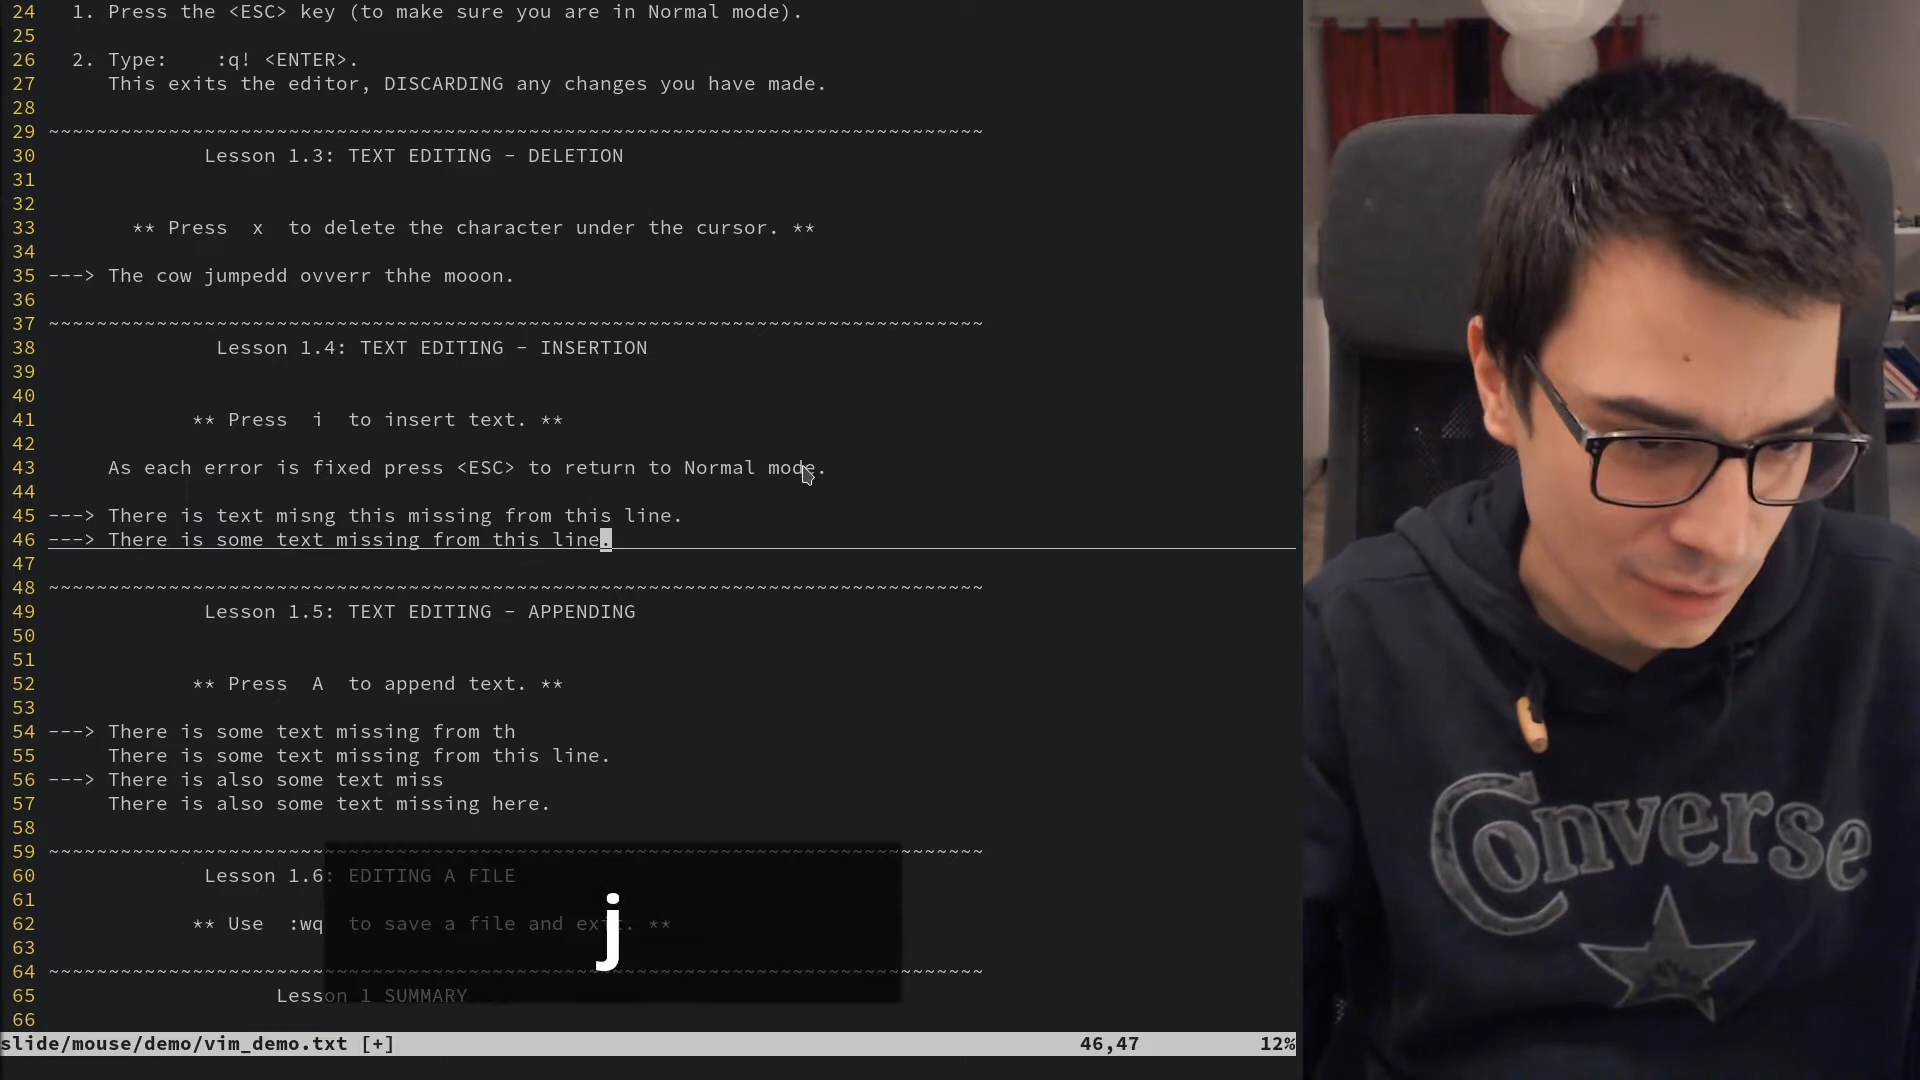 24   1. Press the <ESC> key (to make sure you are in Normal mode).
25
26   2. Type:    :q! <ENTER>.
27      This exits the editor, DISCARDING any changes you have made.
28
29 ~~~~~~~~~~~~~~~~~~~~~~~~~~~~~~~~~~~~~~~~~~~~~~~~~~~~~~~~~~~~~~~~~~~~~~~~~~~~~~
30              Lesson 1.3: TEXT EDITING - DELETION
31
32
33        ** Press  x  to delete the character under the cursor. **
34
35 ---> The cow jumpedd ovverr thhe mooon.
36
37 ~~~~~~~~~~~~~~~~~~~~~~~~~~~~~~~~~~~~~~~~~~~~~~~~~~~~~~~~~~~~~~~~~~~~~~~~~~~~~~
38               Lesson 1.4: TEXT EDITING - INSERTION
39
40
41             ** Press  i  to insert text. **
42
43      As each error is fixed press <ESC> to return to Normal mode.
44
45 ---> There is text misng this missing from this line.
46 ---> There is some text missing from this line.
47
48 ~~~~~~~~~~~~~~~~~~~~~~~~~~~~~~~~~~~~~~~~~~~~~~~~~~~~~~~~~~~~~~~~~~~~~~~~~~~~~~
49              Lesson 1.5: TEXT EDITING - APPENDING
50
51
52             ** Press  A  to append text. **
53
54 ---> There is some text missing from th
55      There is some text missing from this line.
56 ---> There is also some text miss
57      There is also some text missing here.
58
59 ~~~~~~~~~~~~~~~~~~~~~~~~~~~~~~~~~~~~~~~~~~~~~~~~~~~~~~~~~~~~~~~~~~~~~~~~~~~~~~
60              Lesson 1.6: EDITING A FILE
61
62             ** Use  :wq  to save a file and exit. **
63
64 ~~~~~~~~~~~~~~~~~~~~~~~~~~~~~~~~~~~~~~~~~~~~~~~~~~~~~~~~~~~~~~~~~~~~~~~~~~~~~~
65                    Lesson 1 SUMMARY
66
j
slide/mouse/demo/vim_demo.txt [+]    46,47    12%
Converse